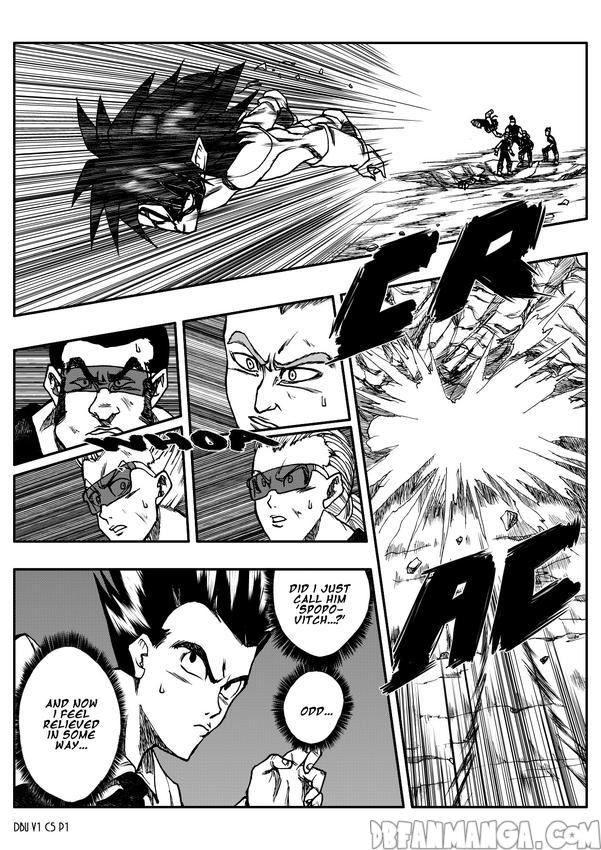 CR
AC
WHOA
DID I JUST
CALL HIM
'SPOPO-
VITCH...?'
ODD...
AND NOW
I FEEL
RELIEVED
IN SOME
WAY...
DBU V1 C5 P1
DBFANMANGA.COM